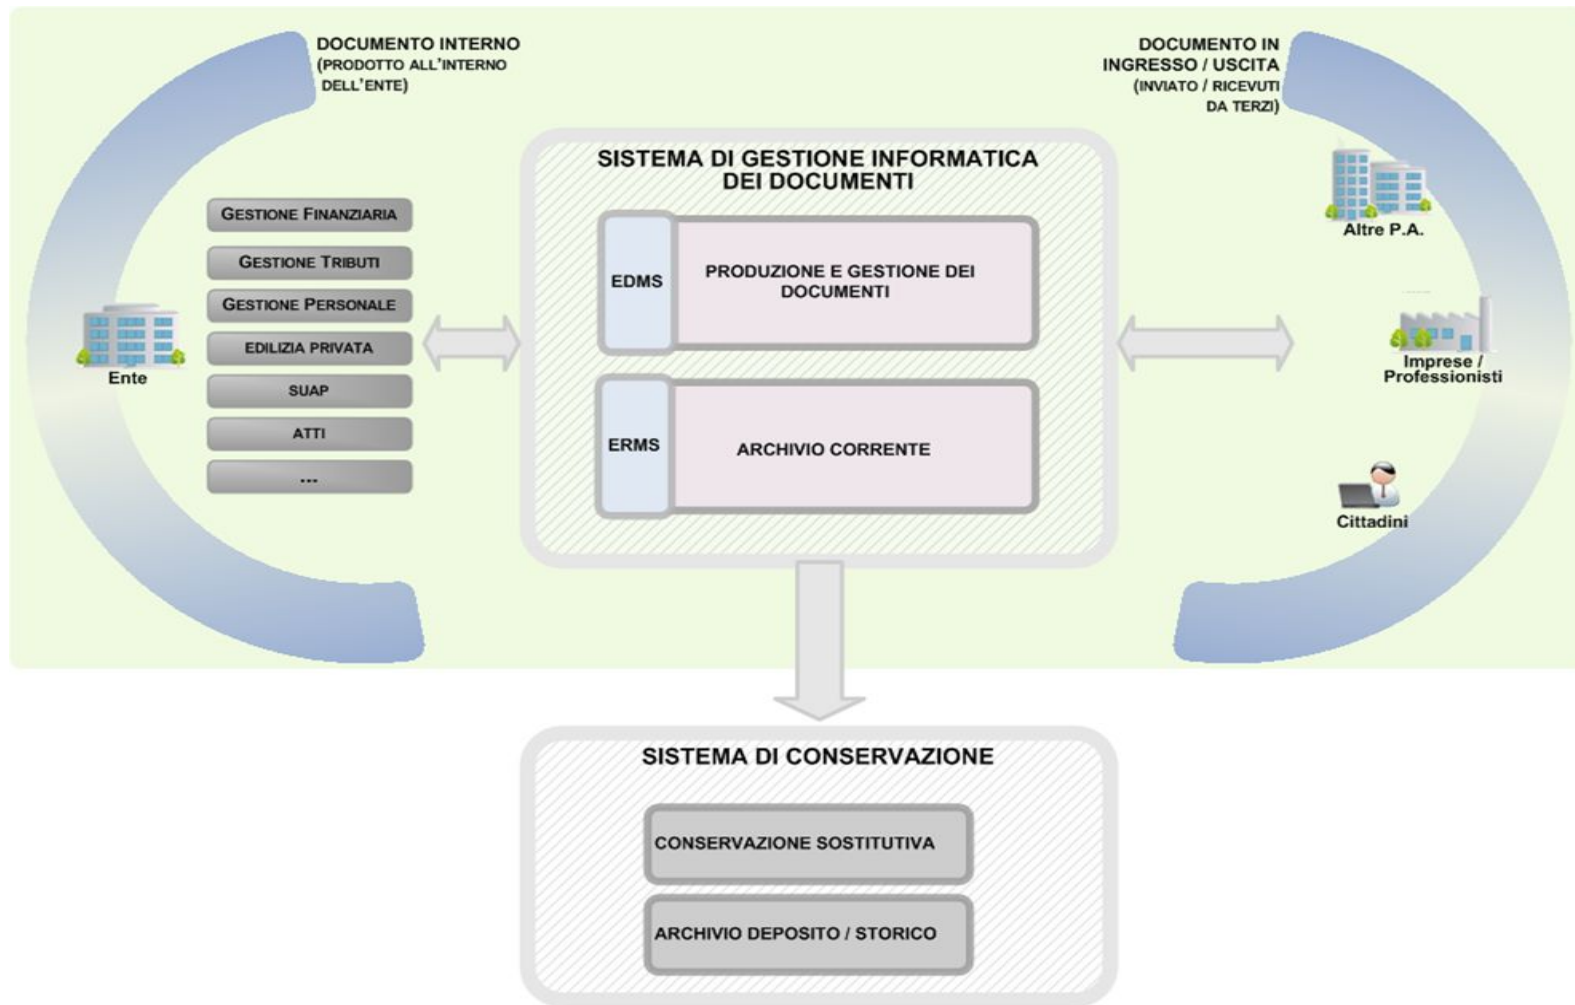 DOCUMENTO INTERNO
(PRODOTTO ALL'INTERNO
DELL'ENTE)
DOCUMENTO IN
INGRESSO / USCITA
(INVIATO / RICEVUTI
DA TERZI)
SISTEMA DI GESTIONE INFORMATICA
DEI DOCUMENTI
GESTIONE FINANZIARIA
GESTIONE TRIBUTI
GESTIONE PERSONALE
EDILIZIA PRIVATA
SUAP
ATTI
...
Ente
EDMS
PRODUZIONE E GESTIONE DEI
DOCUMENTI
ERMS
ARCHIVIO CORRENTE
Altre P.A.
Imprese /
Professionisti
Cittadini
SISTEMA DI CONSERVAZIONE
CONSERVAZIONE SOSTITUTIVA
ARCHIVIO DEPOSITO / STORICO